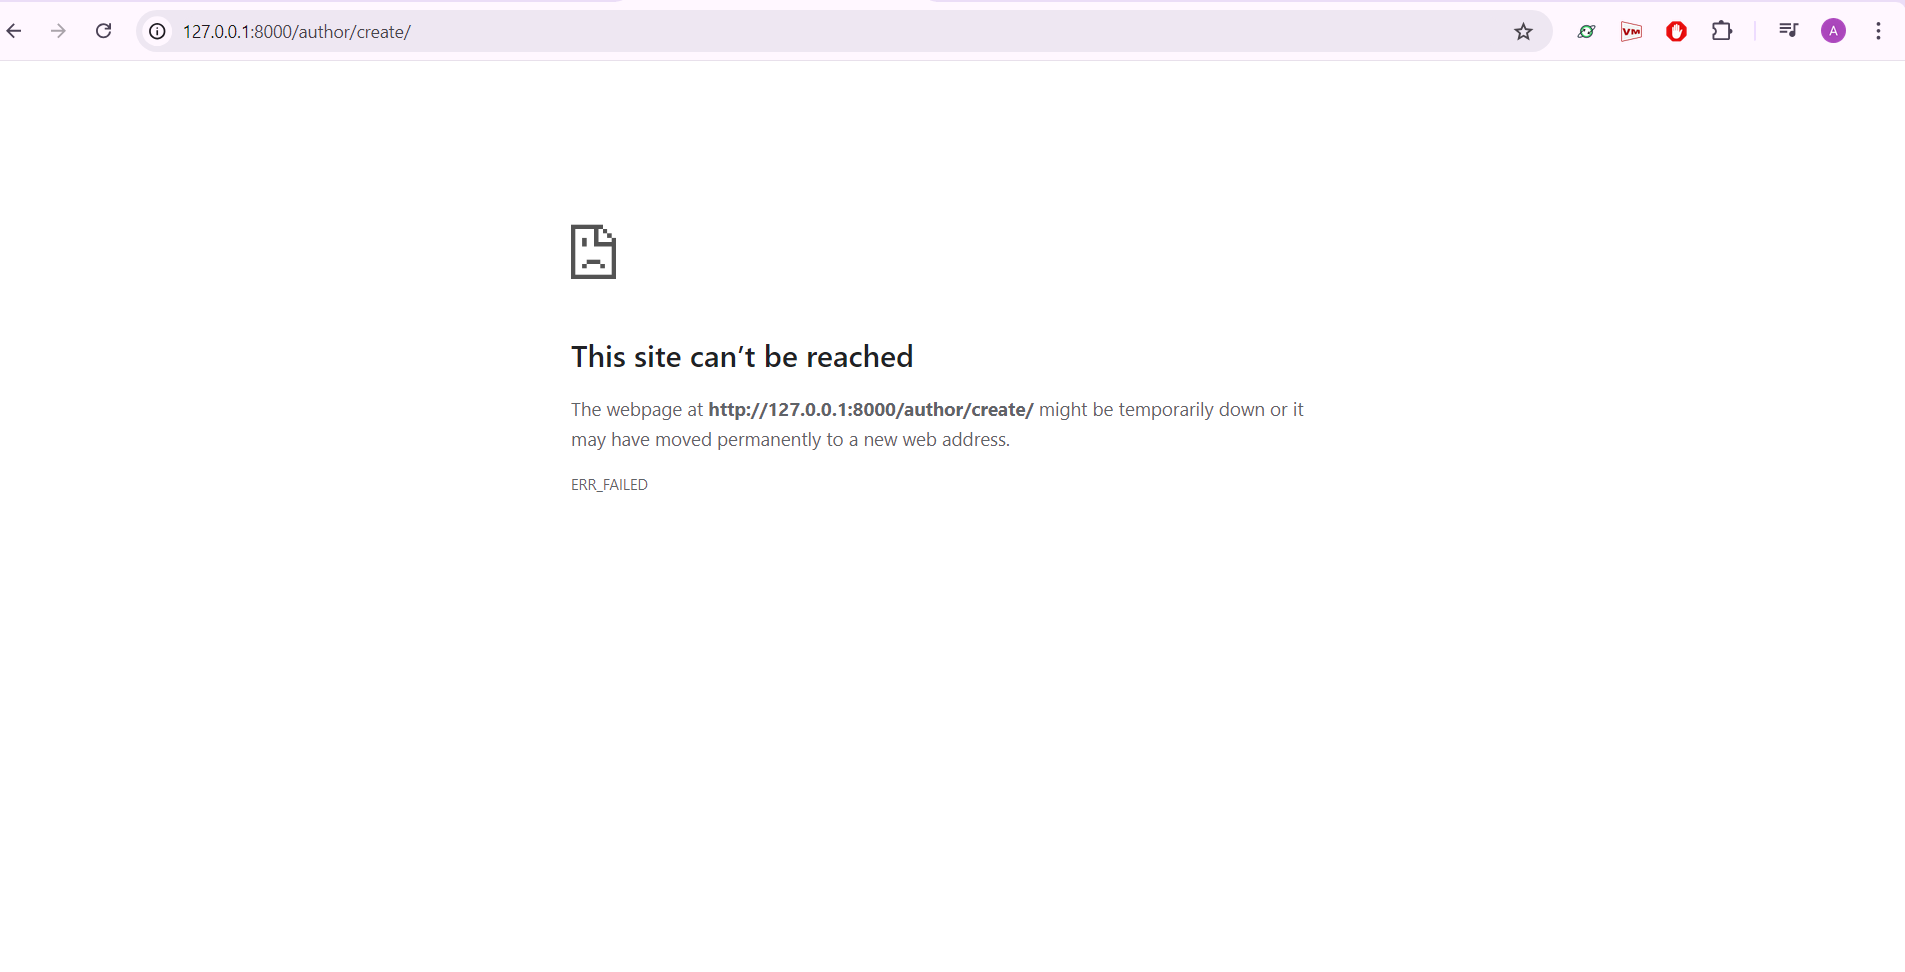 127.0.0.1:8000/author/create/
VM
A
This site can’t be reached
The webpage at http://127.0.0.1:8000/author/create/ might be temporarily down or it
may have moved permanently to a new web address.
ERR_FAILED